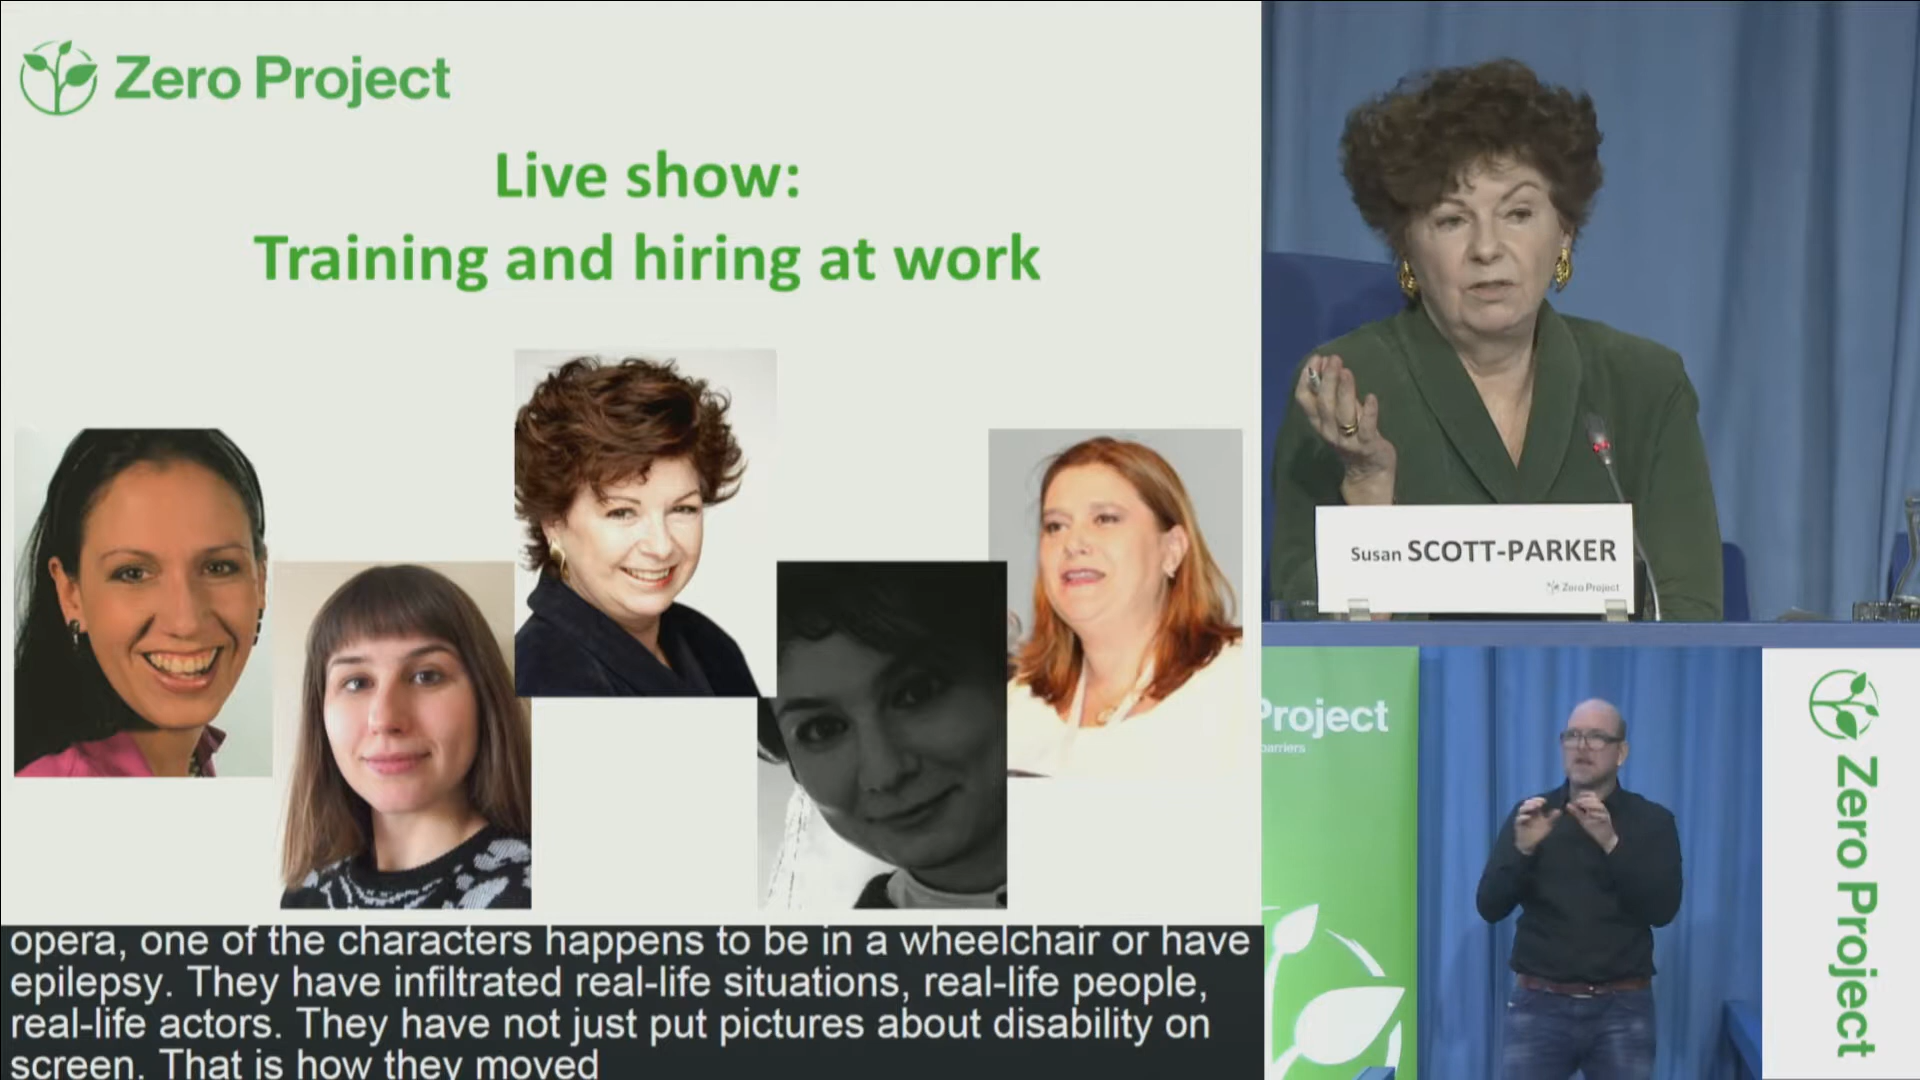 Zero Project
Live show:
Training and hiring at work
opera, one of the characters happens to be in a wheelchair or have
epilepsy. They have infiltrated real-life situations, real-life people,
real-life actors. They have not just put pictures about disability on
screen. That is how they moved
Susan SCOTT-PARKER
Zero Project
Project
barriers
Zero Project